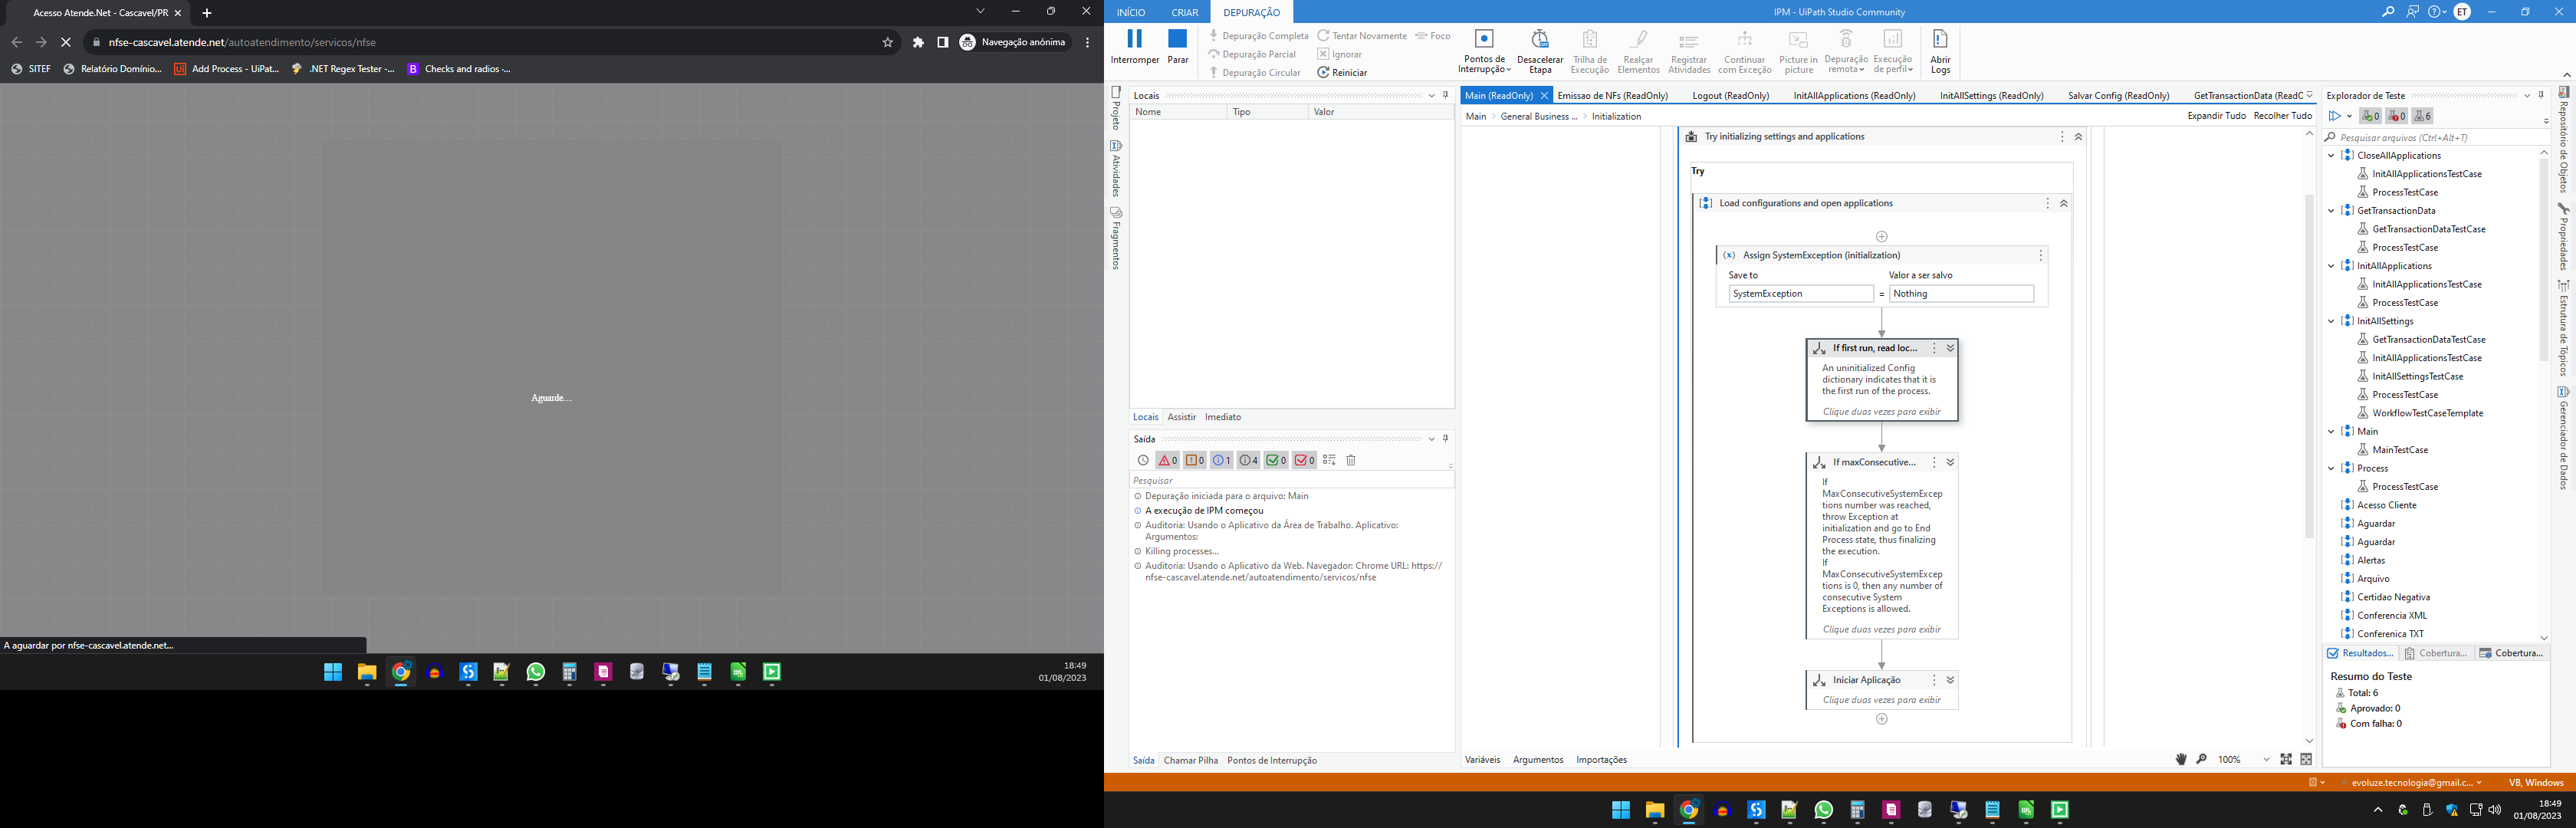 Acesso Atende.Net - Cascavel/PR
nfse-cascavel.atende.net/autoatendimento/servicos/nfse
Navegação anónima
SITEF
Relatório Domínio...
Add Process - UiPat...
.NET Regex Tester -...
Checks and radios ·...
Aguarde...
A aguardar por nfse-cascavel.atende.net...
18:49
01/08/2023
INÍCIO
CRIAR
DEPURAÇÃO
IPM - UiPath Studio Community
ET
Interromper
Parar
Depuração Completa
Depuração Parcial
Depuração Circular
Tentar Novamente
Ignorar
Reiniciar
Foco
Pontos de
Interrupção
Desacelerar
Etapa
Trilha de
Execução
Realçar
Elementos
Registrar
Atividades
Continuar
com Exceção
Picture in
picture
Depuração
remota
Execução
de perfil
Abrir
Logs
Projeto
Atividades
Fragmentos
Locais
Nome
Tipo
Valor
Locais
Assistir
Imediato
Saída
0
0
1
4
0
0
Pesquisar
Depuração iniciada para o arquivo: Main
A execução de IPM começou
Auditoria: Usando o Aplicativo da Área de Trabalho. Aplicativo:
Argumentos:
Killing processes...
Auditoria: Usando o Aplicativo da Web. Navegador: Chrome URL: https://
nfse-cascavel.atende.net/autoatendimento/servicos/nfse
Saída
Chamar Pilha
Pontos de Interrupção
Main (ReadOnly)
Emissao de NFs (ReadOnly)
Logout (ReadOnly)
InitAllApplications (ReadOnly)
InitAllSettings (ReadOnly)
Salvar Config (ReadOnly)
GetTransactionData (ReadC
Main > General Business ... > Initialization
Expandir Tudo
Recolher Tudo
Try initializing settings and applications
Try
Load configurations and open applications
Assign SystemException (initialization)
Save to
Valor a ser salvo
SystemException
=
Nothing
If first run, read loc...
An uninitialized Config
dictionary indicates that it is
the first run of the process.
Clique duas vezes para exibir
If maxConsecutive...
If
MaxConsecutiveSystemExcep
tions number was reached,
throw Exception at
initialization and go to End
Process state, thus finalizing
the execution.
If
MaxConsecutiveSystemExcep
tions is 0, then any number of
consecutive System
Exceptions is allowed.
Clique duas vezes para exibir
Iniciar Aplicação
Clique duas vezes para exibir
Variáveis
Argumentos
Importações
100%
Explorador de Teste
0
0
6
Pesquisar arquivos (Ctrl+Alt+T)
CloseAllApplications
InitAllApplicationsTestCase
ProcessTestCase
GetTransactionData
GetTransactionDataTestCase
ProcessTestCase
InitAllApplications
InitAllApplicationsTestCase
ProcessTestCase
InitAllSettings
GetTransactionDataTestCase
InitAllApplicationsTestCase
InitAllSettingsTestCase
ProcessTestCase
WorkflowTestCaseTemplate
Main
MainTestCase
Process
ProcessTestCase
Acesso Cliente
Aguardar
Aguardar
Alertas
Arquivo
Certidao Negativa
Conferencia XML
Conferenica TXT
Resultados...
Cobertura...
Cobertura...
Resumo do Teste
Total: 6
Aprovado: 0
Com falha: 0
Repositório de Objetos
Propriedades
Estrutura de Tópicos
Gerenciador de Dados
evoluze.tecnologia@gmail.c...
VB, Windows
18:49
01/08/2023